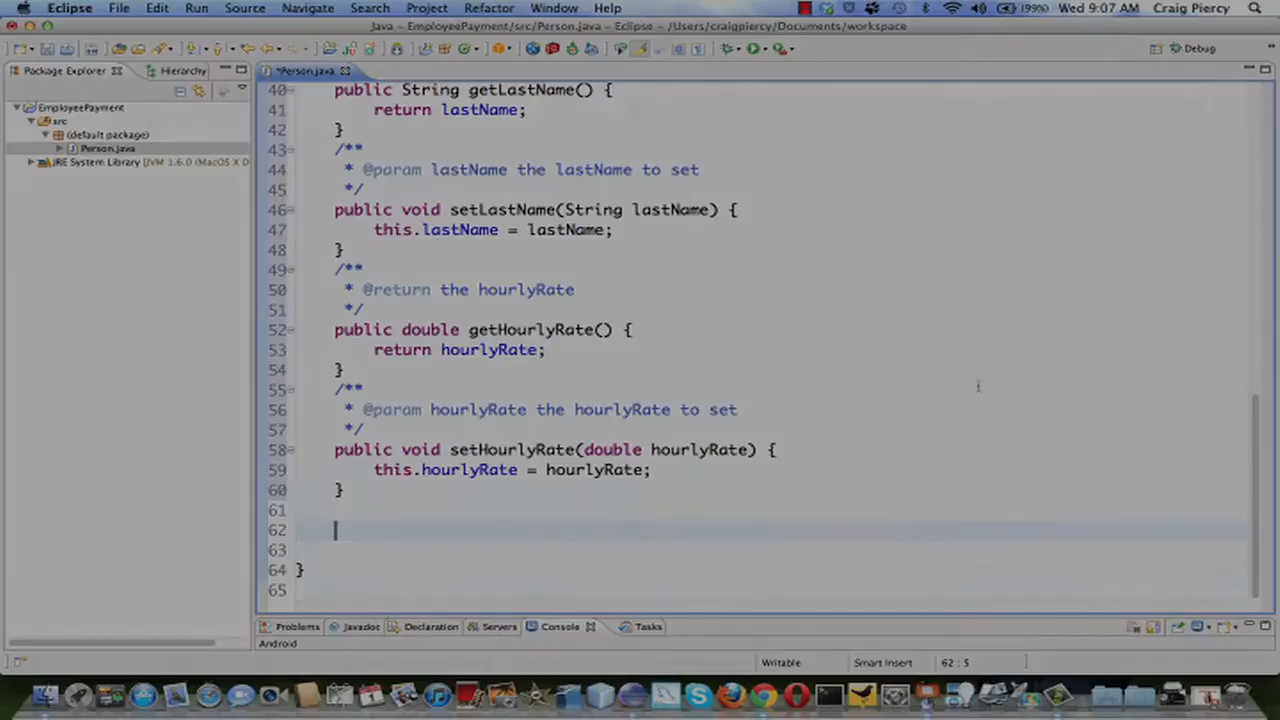 Eclipse File Edit Run Source Navigate Search Project Refactor Window Help (99%) Wed 9:07 AM Craig Piercy
Java – EmployeePayment/src/Person.java – Eclipse – /Users/craigpiercy/Documents/workspace
Debug
Package Explorer Hierarchy
*Person.java
EmployeePayment
src
(default package)
Person.java
JRE System Library [JVM 1.6.0 (MacOS X D
40 public String getLastName() {
41 return lastName;
42 }
43 /**
44 * @param lastName the lastName to set
45 */
46 public void setLastName(String lastName) {
47 this.lastName = lastName;
48 }
49 /**
50 * @return the hourlyRate
51 */
52 public double getHourlyRate() {
53 return hourlyRate;
54 }
55 /**
56 * @param hourlyRate the hourlyRate to set
57 */
58 public void setHourlyRate(double hourlyRate) {
59 this.hourlyRate = hourlyRate;
60 }
61
62
63
64 }
65
Problems Javadoc Declaration Servers Console Tasks
Android
Writable Smart Insert 62 : 5